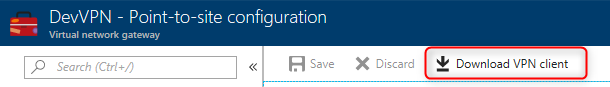 DevVPN - Point-to-site configuration
Virtual network gateway
Search (Ctrl+/)
« Save Discard Download VPN client